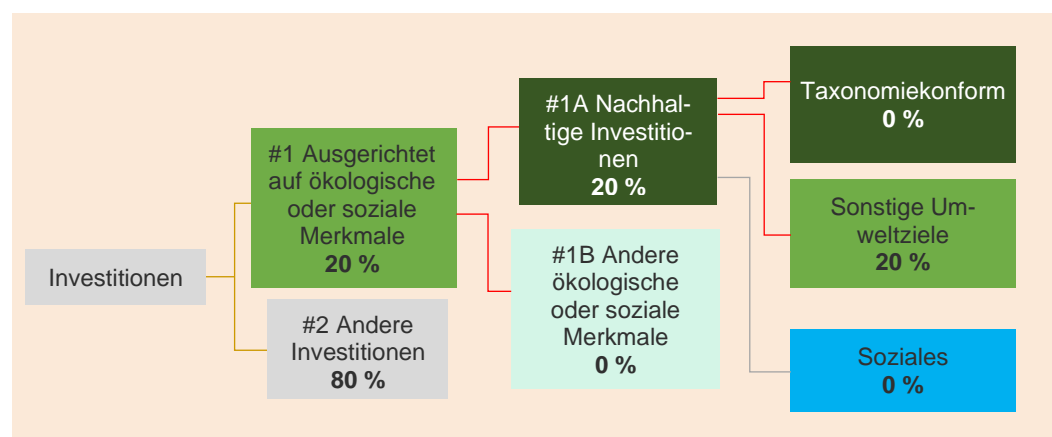 Investitionen
#1 Ausgerichtet
auf ökologische
oder soziale
Merkmale
20 %
#2 Andere
Investitionen
80 %
#1A Nachhal-
tige Investitio-
nen
20 %
#1B Andere
ökologische
oder soziale
Merkmale
0 %
Taxonomiekonform
0 %
Sonstige Um-
weltziele
20 %
Soziales
0 %